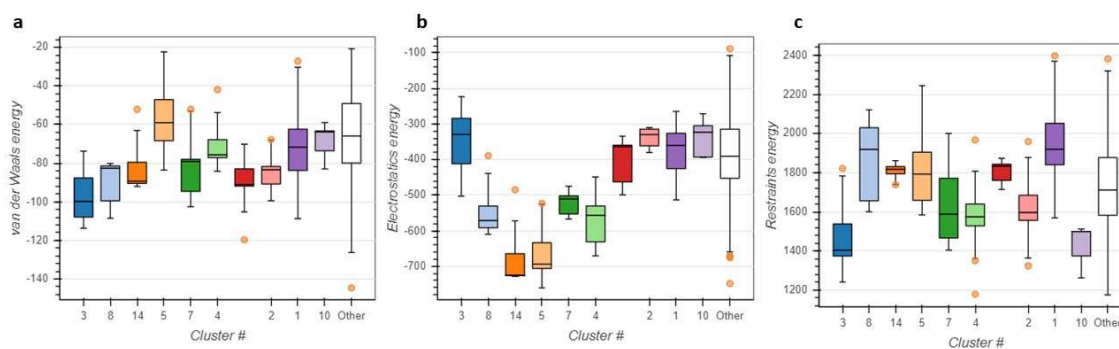 a
-20
-40
-60
-80
-100
-120
-140
van der Waals energy
3 8 14 5 7 4 2 1 10 Other
Cluster #
b
-100
-200
-300
-400
-500
-600
-700
Electrostatics energy
3 8 14 5 7 4 2 1 10 Other
Cluster #
c
2400
2200
2000
1800
1600
1400
1200
Restraints energy
3 8 14 5 7 4 2 1 10 Other
Cluster #